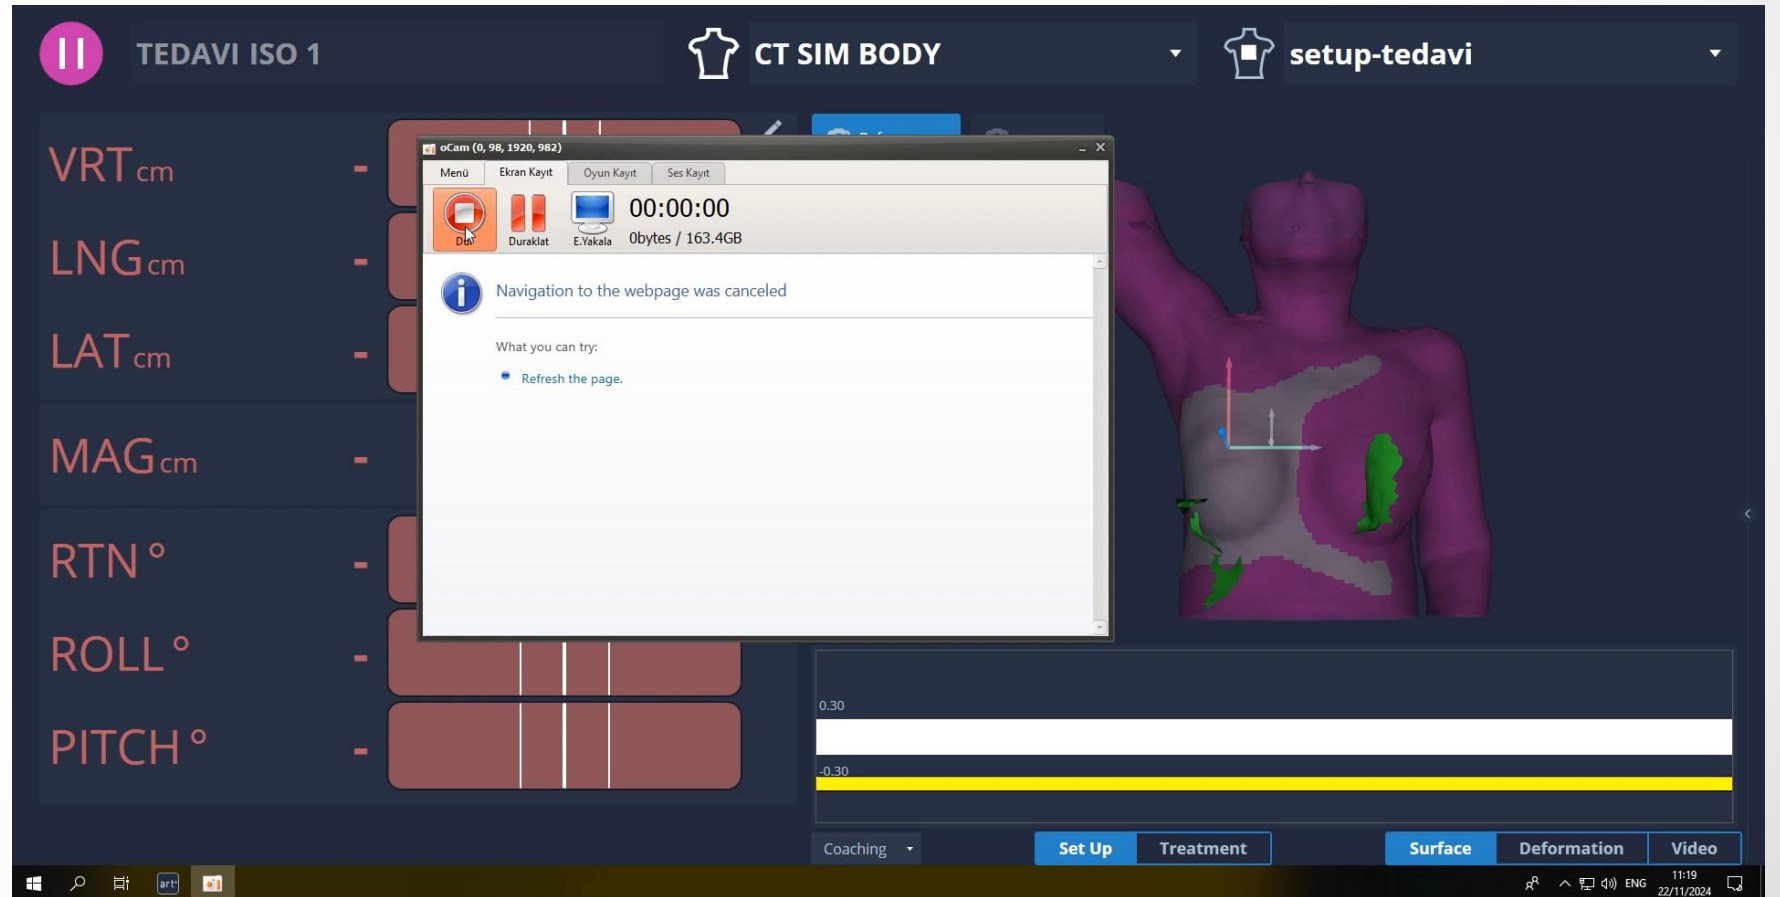 TEDAVI ISO 1
CT SIM BODY
setup-tedavi
VRT cm -
LNG cm -
LAT cm -
MAG cm -
RTN ° -
ROLL ° -
PITCH ° -
oCam (0, 98, 1920, 982)
Menü Ekran Kayıt Oyun Kayıt Ses Kayıt
00:00:00
Duraklat E.Yakala 0bytes / 163.4GB
Navigation to the webpage was canceled
What you can try:
Refresh the page.
0.30
-0.30
Coaching Set Up Treatment Surface Deformation Video
art
ENG
11:19
22/11/2024